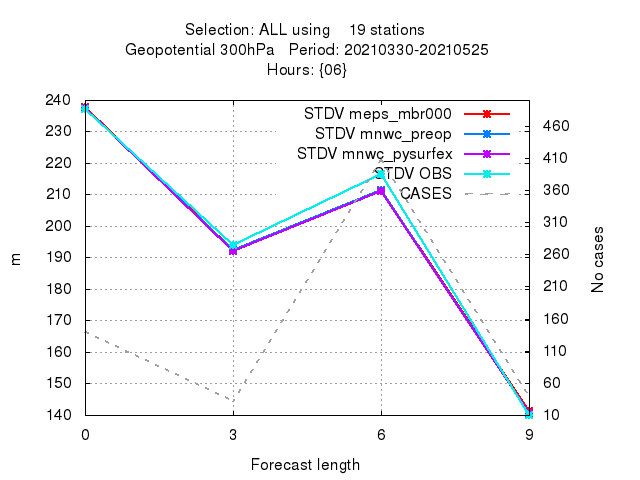 Selection: ALL using 19 stations
Geopotential 300hPa Period: 20210330-20210525
Hours: {06}
STDV meps_mbr000
STDV mnwc_preop
STDV mnwc_pysurfex
STDV OBS
CASES
240
230
220
210
200
190
180
170
160
150
140
m
460
410
360
310
260
210
160
110
60
10
No cases
0 3 6 9
Forecast length